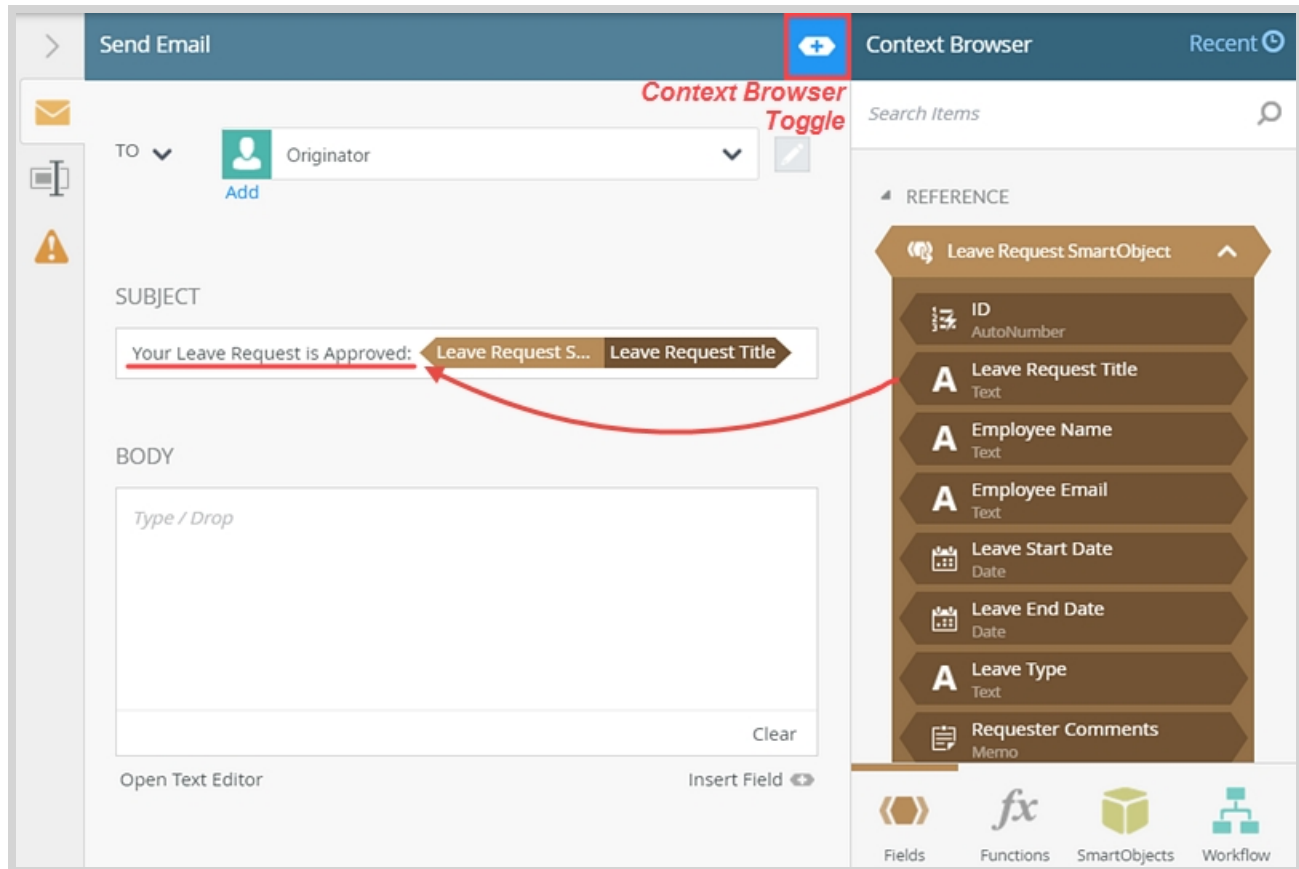 Send Email
Context Browser
Toggle
TO
Originator
Add
SUBJECT
Your Leave Request is Approved: Leave Request S... Leave Request Title
BODY
Type / Drop
Clear
Open Text Editor
Insert Field
Context Browser
Recent
Search Items
REFERENCE
Leave Request SmartObject
ID
AutoNumber
Leave Request Title
Text
Employee Name
Text
Employee Email
Text
Leave Start Date
Date
Leave End Date
Date
Leave Type
Text
Requester Comments
Memo
fx
Fields
Functions
SmartObjects
Workflow